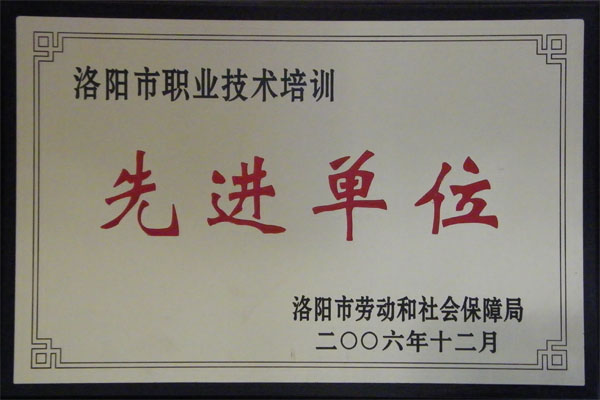 洛阳市职业技术培训
先进单位
洛阳市劳动和社会保障局
二〇〇六年十二月